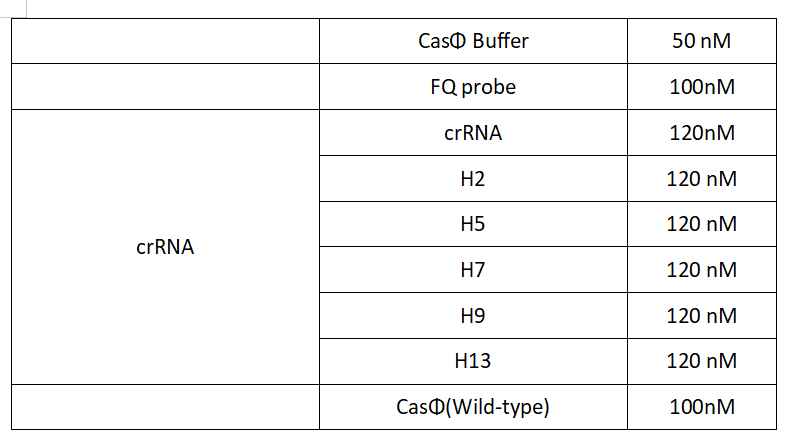 CasΦ Buffer 50 nM
FQ probe 100nM
crRNA 120nM
H2 120 nM
H5 120 nM
crRNA
H7 120 nM
H9 120 nM
H13 120 nM
CasΦ(Wild-type) 100nM